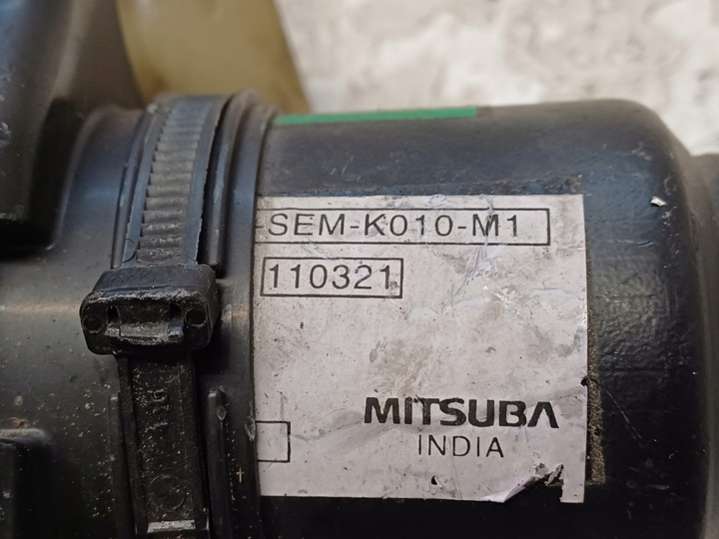 -SEM-K010-M1
110321
MITSUBA
INDIA